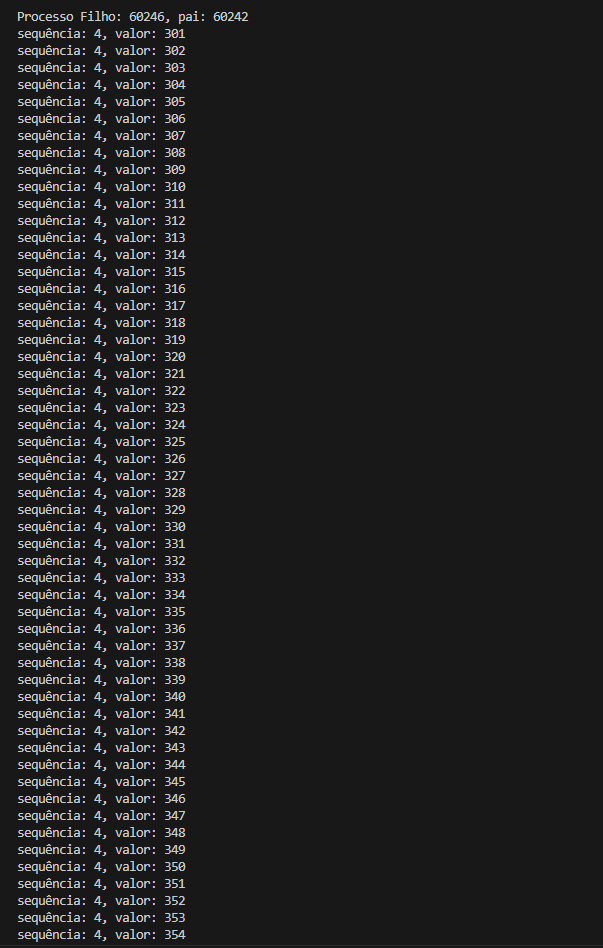 Processo Filho: 60246, pai: 60242
sequência: 4, valor: 301
sequência: 4, valor: 302
sequência: 4, valor: 303
sequência: 4, valor: 304
sequência: 4, valor: 305
sequência: 4, valor: 306
sequência: 4, valor: 307
sequência: 4, valor: 308
sequência: 4, valor: 309
sequência: 4, valor: 310
sequência: 4, valor: 311
sequência: 4, valor: 312
sequência: 4, valor: 313
sequência: 4, valor: 314
sequência: 4, valor: 315
sequência: 4, valor: 316
sequência: 4, valor: 317
sequência: 4, valor: 318
sequência: 4, valor: 319
sequência: 4, valor: 320
sequência: 4, valor: 321
sequência: 4, valor: 322
sequência: 4, valor: 323
sequência: 4, valor: 324
sequência: 4, valor: 325
sequência: 4, valor: 326
sequência: 4, valor: 327
sequência: 4, valor: 328
sequência: 4, valor: 329
sequência: 4, valor: 330
sequência: 4, valor: 331
sequência: 4, valor: 332
sequência: 4, valor: 333
sequência: 4, valor: 334
sequência: 4, valor: 335
sequência: 4, valor: 336
sequência: 4, valor: 337
sequência: 4, valor: 338
sequência: 4, valor: 339
sequência: 4, valor: 340
sequência: 4, valor: 341
sequência: 4, valor: 342
sequência: 4, valor: 343
sequência: 4, valor: 344
sequência: 4, valor: 345
sequência: 4, valor: 346
sequência: 4, valor: 347
sequência: 4, valor: 348
sequência: 4, valor: 349
sequência: 4, valor: 350
sequência: 4, valor: 351
sequência: 4, valor: 352
sequência: 4, valor: 353
sequência: 4, valor: 354